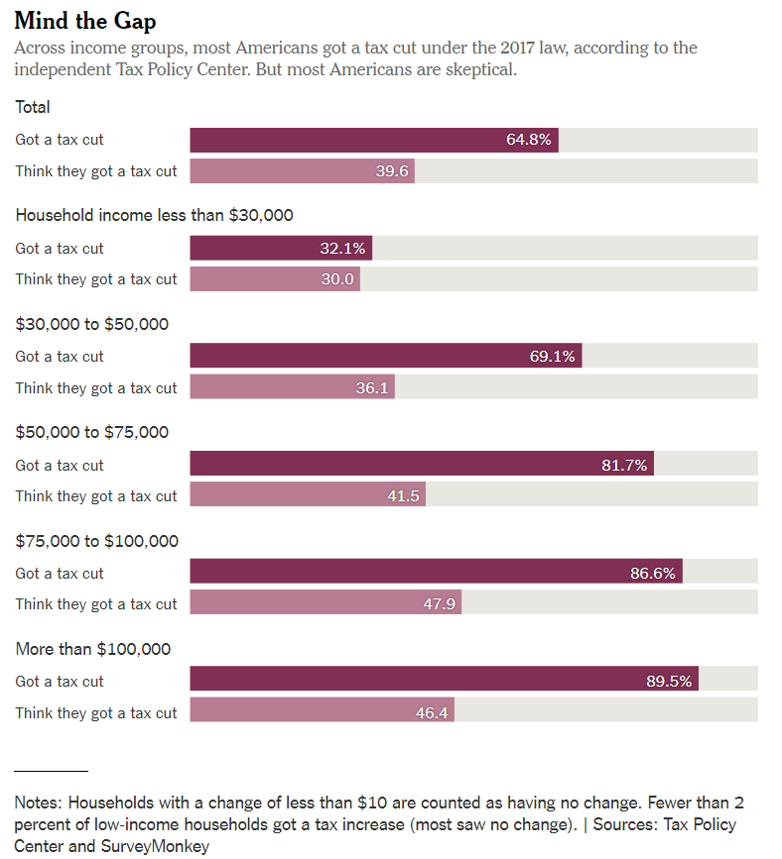 Mind the Gap
Across income groups, most Americans got a tax cut under the 2017 law, according to the
independent Tax Policy Center. But most Americans are skeptical.
Total
Got a tax cut 64.8%
Think they got a tax cut 39.6
Household income less than $30,000
Got a tax cut 32.1%
Think they got a tax cut 30.0
$30,000 to $50,000
Got a tax cut 69.1%
Think they got a tax cut 36.1
$50,000 to $75,000
Got a tax cut 81.7%
Think they got a tax cut 41.5
$75,000 to $100,000
Got a tax cut 86.6%
Think they got a tax cut 47.9
More than $100,000
Got a tax cut 89.5%
Think they got a tax cut 46.4
Notes: Households with a change of less than $10 are counted as having no change. Fewer than 2
percent of low-income households got a tax increase (most saw no change). | Sources: Tax Policy
Center and SurveyMonkey